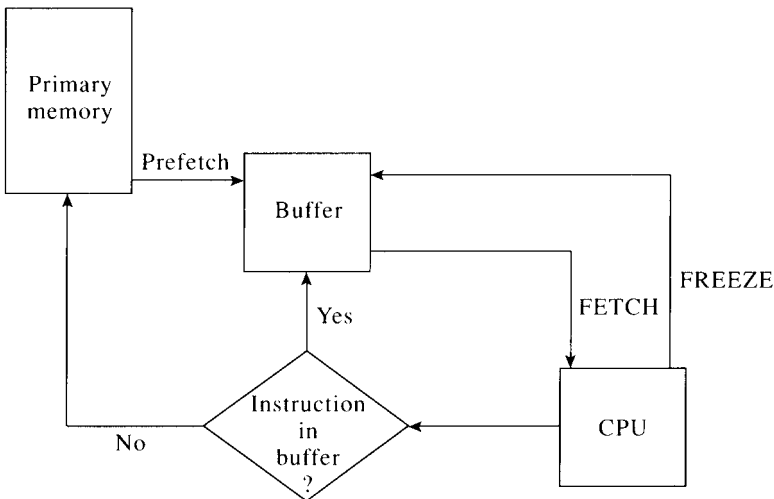 Primary
memory
Prefetch
Buffer
FREEZE
FETCH
Yes
Instruction
in
buffer
?
CPU
No